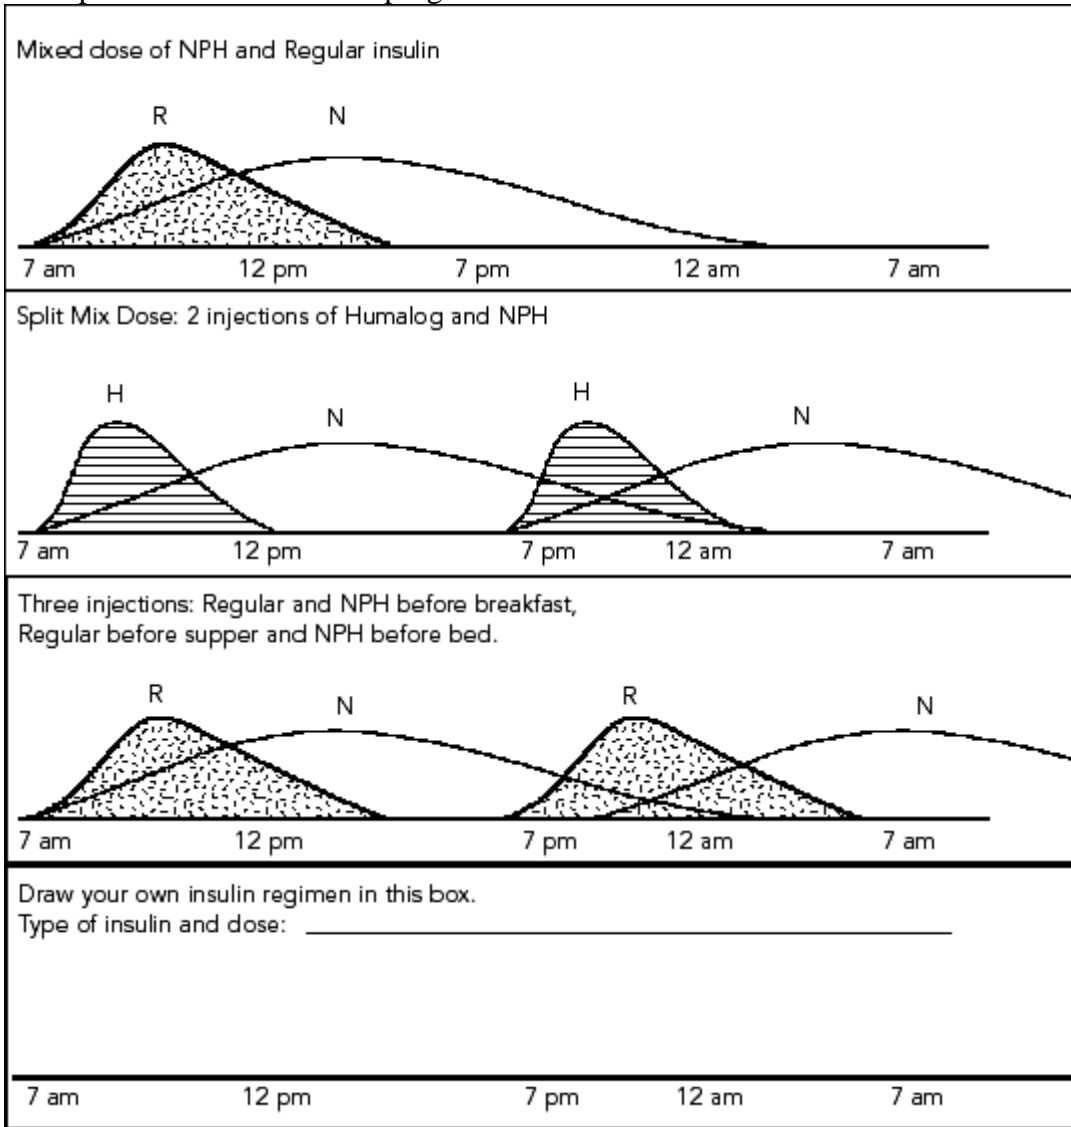 Mixed dose of NPH and Regular insulin
R N
7 am 12 pm 7 pm 12 am 7 am
Split Mix Dose: 2 injections of Humalog and NPH
H N H N
7 am 12 pm 7 pm 12 am 7 am
Three injections: Regular and NPH before breakfast,
Regular before supper and NPH before bed.
R N R N
7 am 12 pm 7 pm 12 am 7 am
Draw your own insulin regimen in this box.
Type of insulin and dose:
7 am 12 pm 7 pm 12 am 7 am